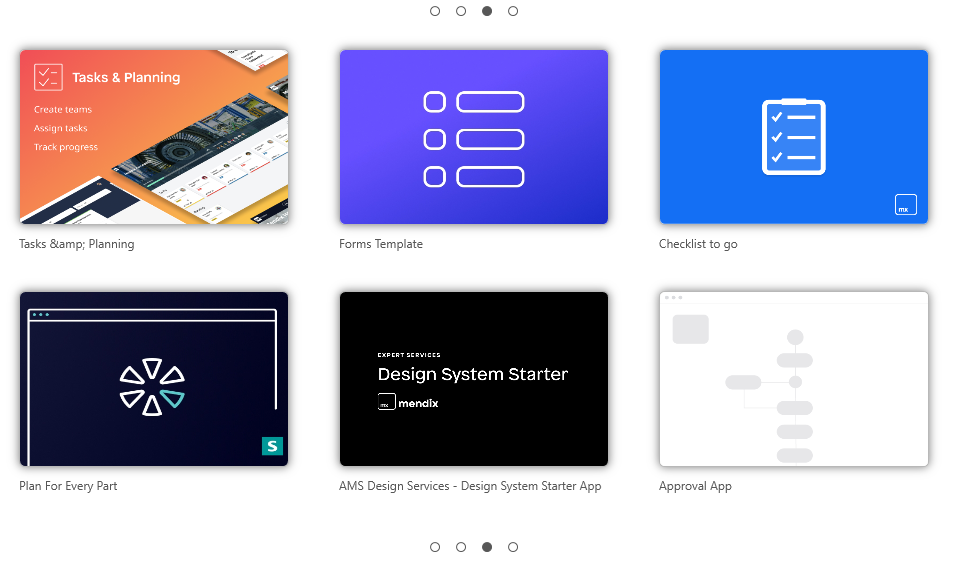 Tasks & Planning
Create teams
Assign tasks
Track progress
Tasks &amp; Planning
Forms Template
mx
Checklist to go
S
Plan For Every Part
EXPERT SERVICES
Design System Starter
mx mendix
AMS Design Services - Design System Starter App
Approval App